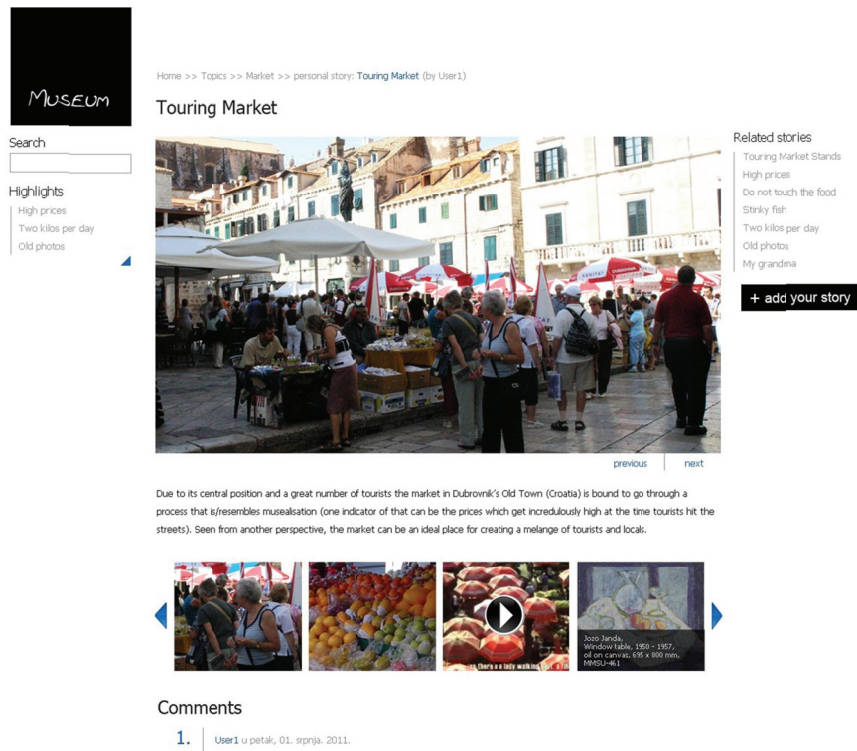 MUSEUM
Home >> Topics >> Market >> personal story: Touring Market (by User1)
Touring Market
Search
Highlights
High prices
Two kilos per day
Old photos
Related stories
Touring Market Stands
High prices
Do not touch the food
Stinky fish
Two kilos per day
Old photos
My grandma
+ add your story
previous
next
Due to its central position and a great number of tourists the market in Dubrovnik's Old Town (Croatia) is bound to go through a
process that is/resembles musealisation (one indicator of that can be the prices which get incredulously high at the time tourists hit the
streets). Seen from another perspective, the market can be an ideal place for creating a melange of tourists and locals.
there's a lady walking
Jozo Janda,
Window table, 1950 - 1957,
oil on canvat, 695 x 800 mm,
MMSU-461
Comments
1.
User1 u petak, 01. srpnja. 2011.